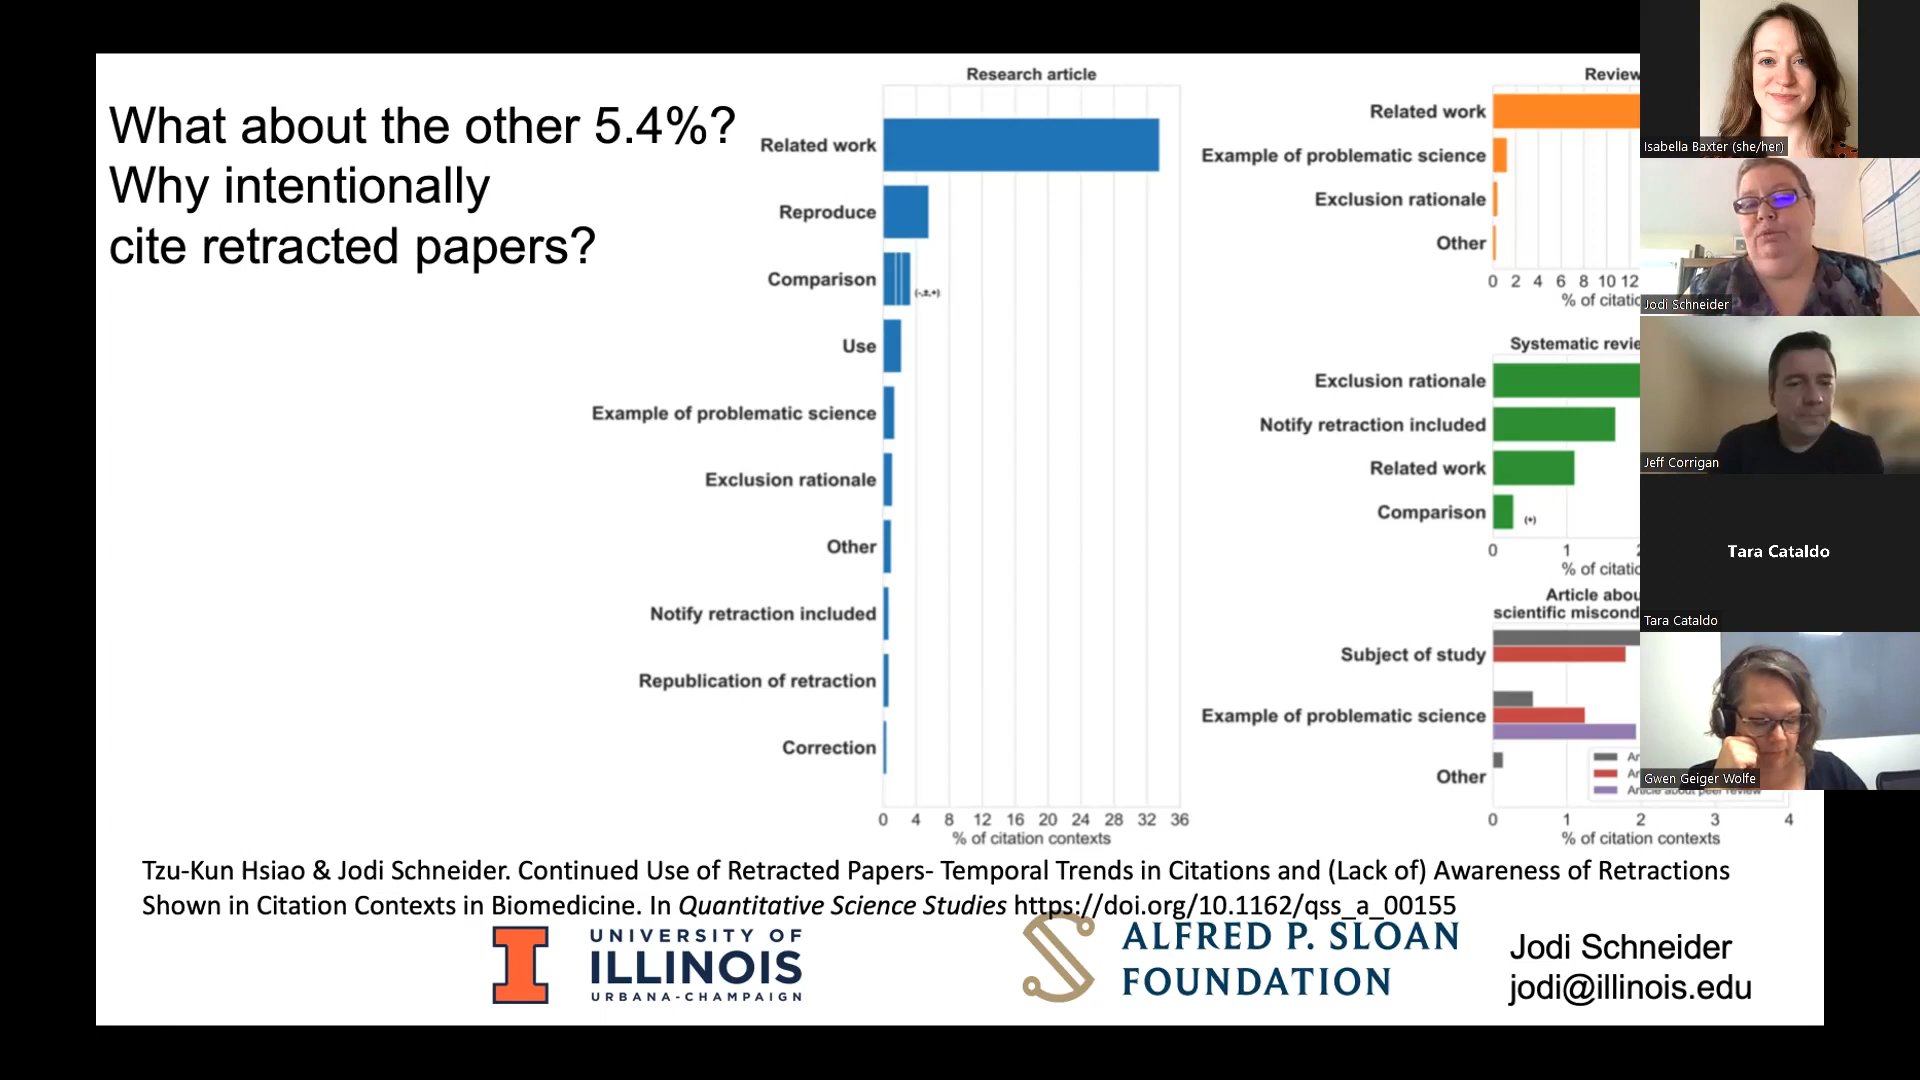 What about the other 5.4%?
Why intentionally
cite retracted papers?
Research article
Related work
Reproduce
Comparison
(-,±,+)
Use
Example of problematic science
Exclusion rationale
Other
Notify retraction included
Republication of retraction
Correction
0 4 8 12 16 20 24 28 32 36
% of citation contexts
Review
Related work
Example of problematic science
Exclusion rationale
Other
0 2 4 6 8 10 12
% of
Systematic
Exclusion rationale
Notify retraction included
Related work
Comparison
(+)
0 1
% of
Article
scientific
Subject of study
Example of problematic science
Other
Article about peer review
0 1 2 3 4
% of citation contexts
Tzu-Kun Hsiao & Jodi Schneider. Continued Use of Retracted Papers- Temporal Trends in Citations and (Lack of) Awareness of Retractions
Shown in Citation Contexts in Biomedicine. In Quantitative Science Studies https://doi.org/10.1162/qss_a_00155
UNIVERSITY OF
ILLINOIS
URBANA-CHAMPAIGN
ALFRED P. SLOAN
FOUNDATION
Jodi Schneider
jodi@illinois.edu
Isabella Baxter (she/her)
Jodi Schneider
Jeff Corrigan
Tara Cataldo
Tara Cataldo
Gwen Geiger Wolfe